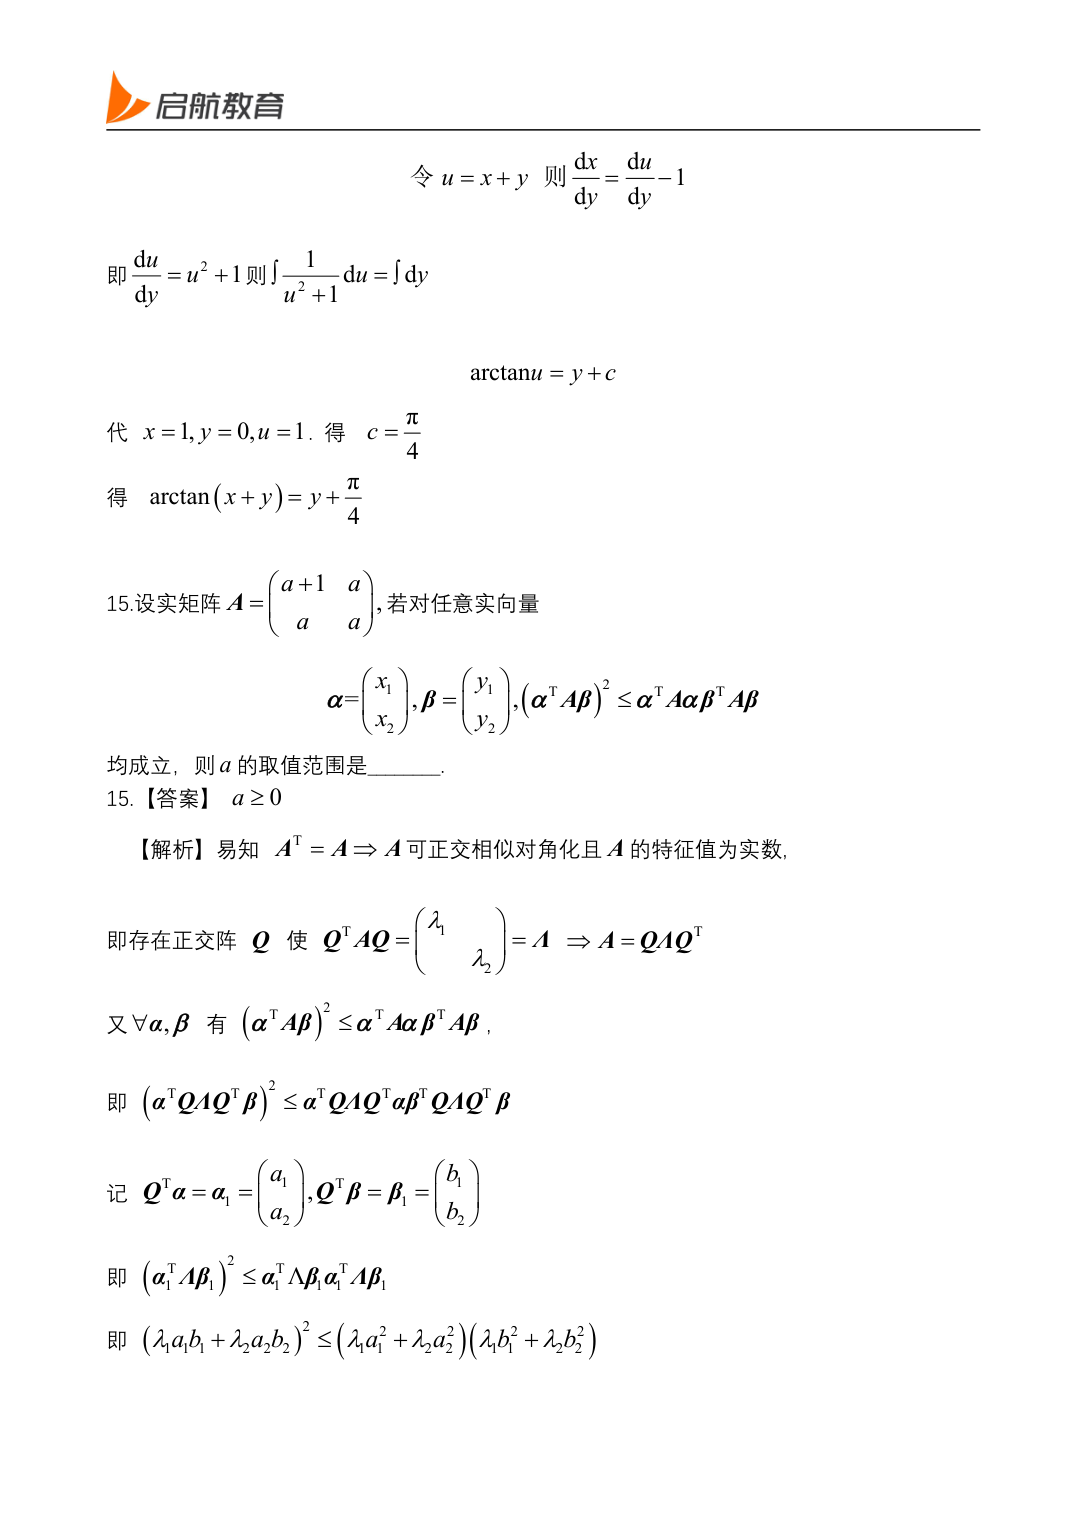 启航教育
令 u = x + y 则 dx/dy = du/dy − 1
即 du/dy = u² + 1 则 ∫ 1/(u² + 1) du = ∫ dy
arctanu = y + c
代 x = 1, y = 0, u = 1. 得 c = π/4
得 arctan(x + y) = y + π/4
15.设实矩阵 A = (a+1 a; a a), 若对任意实向量
α = (x₁; x₂), β = (y₁; y₂), (αᵀAβ)² ≤ αᵀAαβᵀAβ
均成立，则 a 的取值范围是_______.
15.【答案】 a ≥ 0
【解析】易知 Aᵀ = A ⇒ A 可正交相似对角化且 A 的特征值为实数,
即存在正交阵 Q 使 QᵀAQ = (λ₁ ; λ₂) = Λ ⇒ A = QΛQᵀ
又 ∀α, β 有 (αᵀAβ)² ≤ αᵀAαβᵀAβ ,
即 (αᵀQΛQᵀβ)² ≤ αᵀQΛQᵀαβᵀQΛQᵀβ
记 Qᵀα = α₁ = (a₁; a₂), Qᵀβ = β₁ = (b₁; b₂)
即 (α₁ᵀΛβ₁)² ≤ α₁ᵀΛβ₁α₁ᵀΛβ₁
即 (λ₁a₁b₁ + λ₂a₂b₂)² ≤ (λ₁a₁² + λ₂a₂²)(λ₁b₁² + λ₂b₂²)